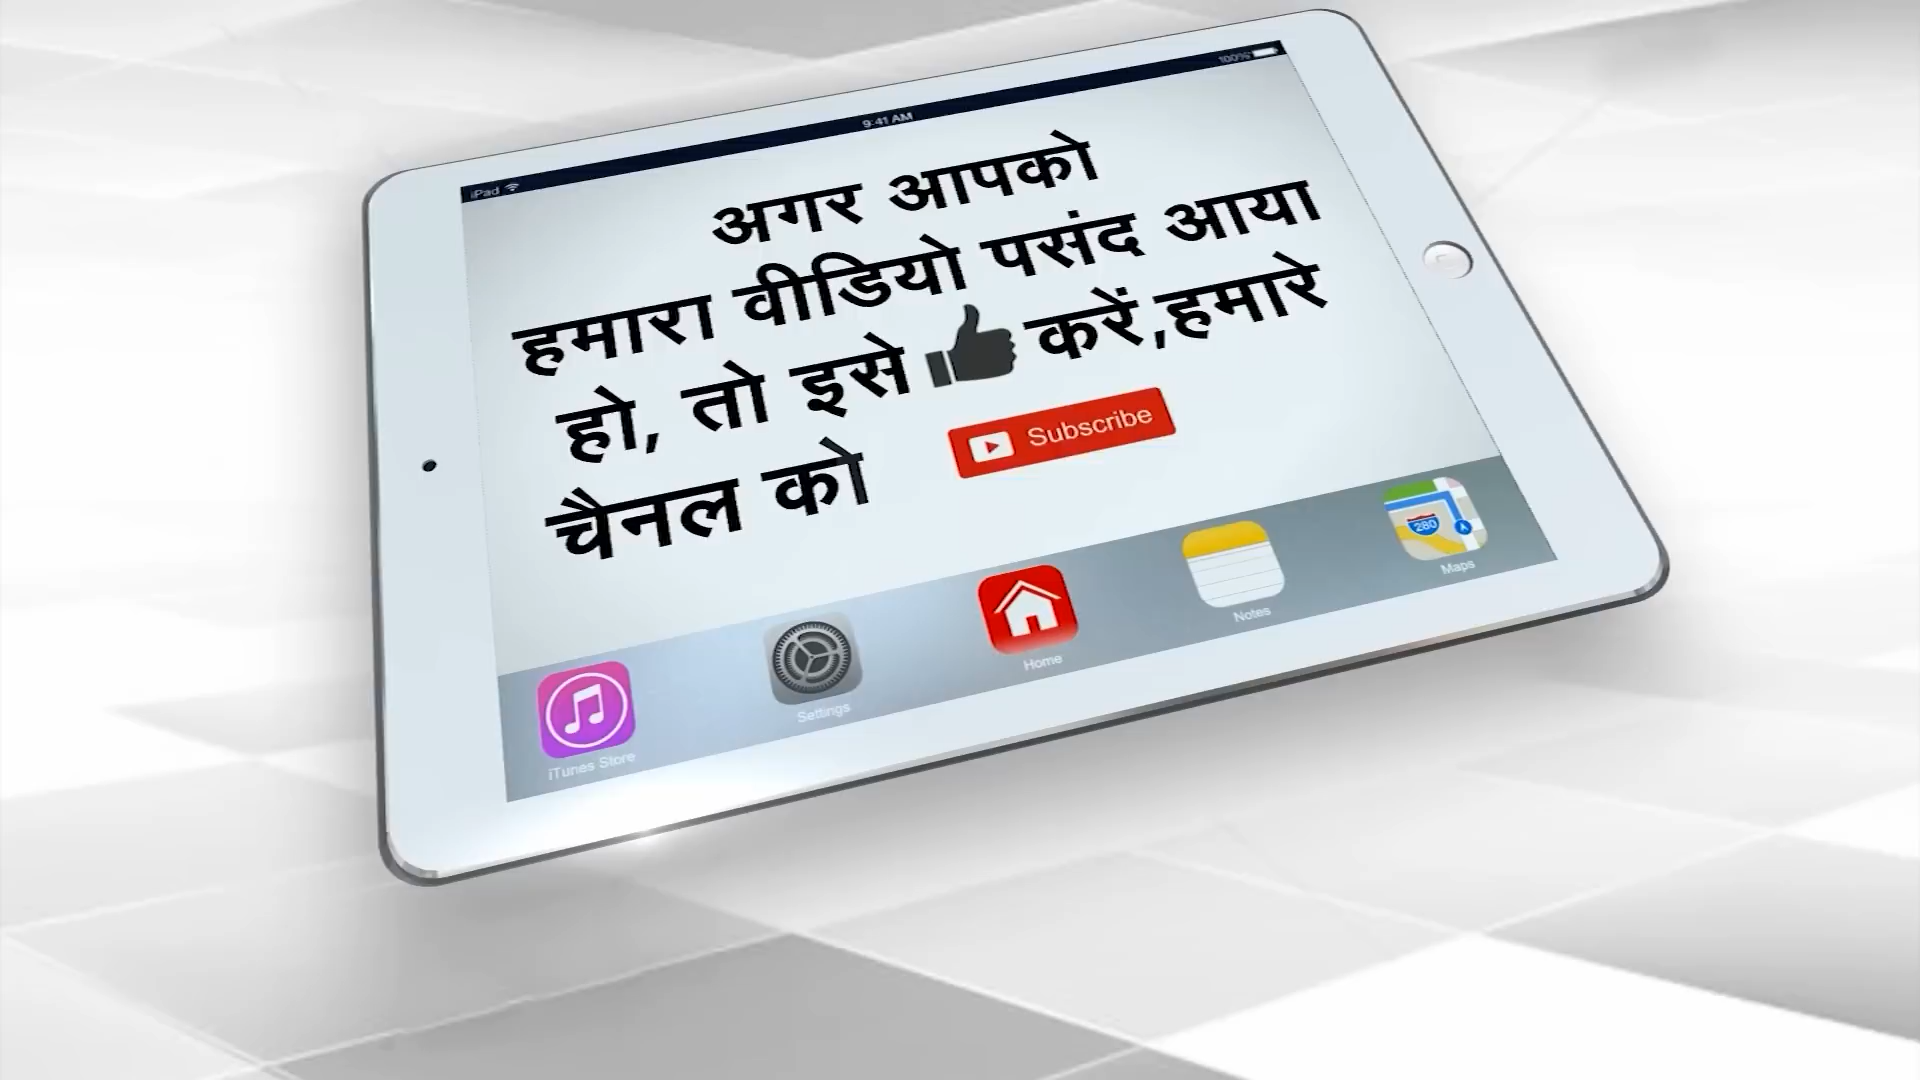 iPad
9:41 AM
100%
अगर आपको
हमारा वीडियो पसंद आया
हो, तो इसे करें,हमारे
चैनल को Subscribe
iTunes Store
Settings
Home
Notes
Maps
280